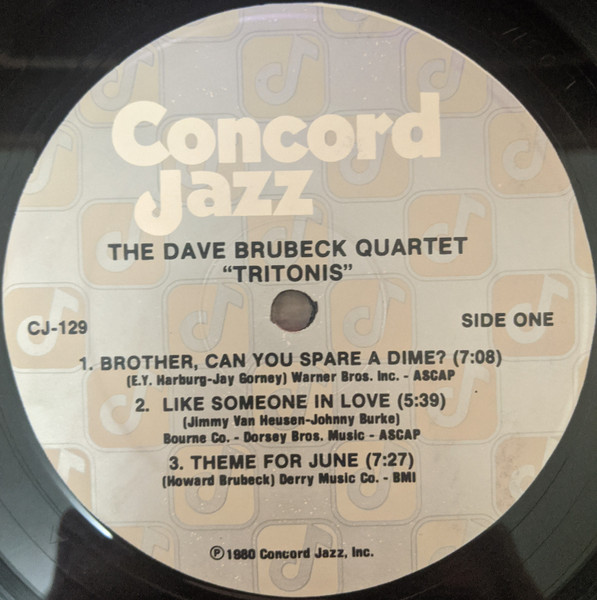 Concord
Jazz
THE DAVE BRUBECK QUARTET
"TRITONIS"
CJ-129
SIDE ONE
1. BROTHER, CAN YOU SPARE A DIME? (7:08)
(E.Y. Harburg-Jay Gorney) Warner Bros. Inc. - ASCAP
2. LIKE SOMEONE IN LOVE (5:39)
(Jimmy Van Heusen-Johnny Burke)
Bourne Co. - Dorsey Bros. Music - ASCAP
3. THEME FOR JUNE (7:27)
(Howard Brubeck) Derry Music Co. - BMI
℗ 1980 Concord Jazz, Inc.